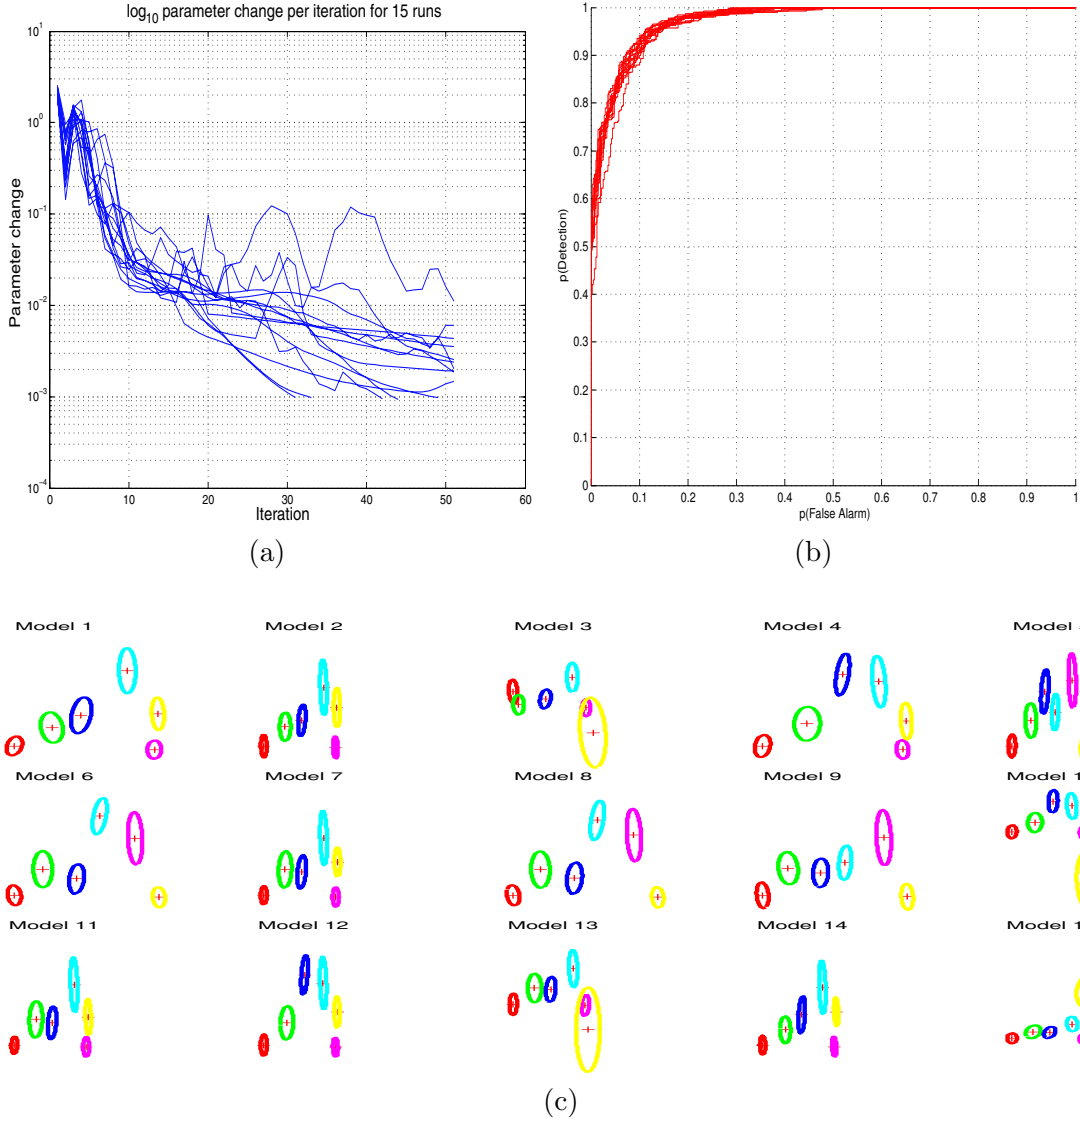 log10 parameter change per iteration for 15 runs
10^1
10^0
10^−1
10^−2
10^−3
10^−4
Parameter change
0 10 20 30 40 50 60
Iteration
(a)
1
0.9
0.8
0.7
0.6
0.5
0.4
0.3
0.2
0.1
0
p(Detection)
0 0.1 0.2 0.3 0.4 0.5 0.6 0.7 0.8 0.9 1
p(False Alarm)
(b)
Model 1 Model 2 Model 3 Model 4 Model
Model 6 Model 7 Model 8 Model 9 Model 1
Model 11 Model 12 Model 13 Model 14 Model 1
(c)